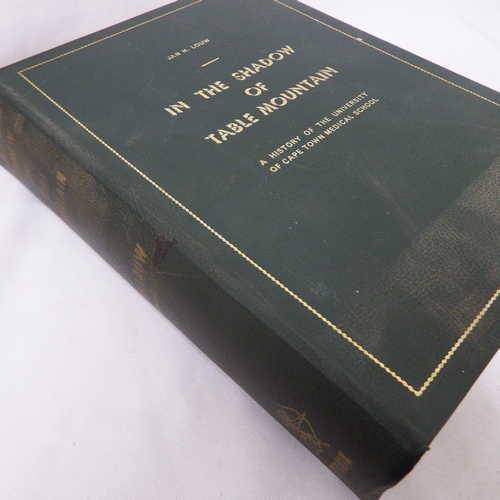 JAN H. LOUW
IN THE SHADOW
OF
TABLE MOUNTAIN
A HISTORY OF THE UNIVERSITY
OF CAPE TOWN MEDICAL SCHOOL